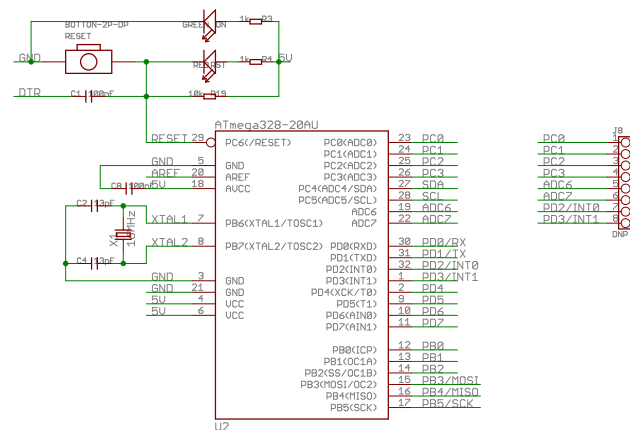 BOTTON-2P-DP
RESET
GREEN ON
1k R3
GND
RED RST
1k R4
5V
DTR
C1 100nF
10k R19
ATmega328-20AU
RESET 29 PC6(/RESET)
GND 5 GND
AREF 20 AREF
5V 18 AVCC
C8 100nF
C2 13pF
XTAL1 7 PB6(XTAL1/TOSC1)
X1
16MHz
XTAL2 8 PB7(XTAL2/TOSC2)
C4 13pF
GND 3 GND
GND 21 GND
5V 4 VCC
5V 6 VCC
PC0(ADC0) 23 PC0
PC1(ADC1) 24 PC1
PC2(ADC2) 25 PC2
PC3(ADC3) 26 PC3
PC4(ADC4/SDA) 27 SDA
PC5(ADC5/SCL) 28 SCL
ADC6 19 ADC6
ADC7 22 ADC7
PD0(RXD) 30 PD0/RX
PD1(TXD) 31 PD1/TX
PD2(INT0) 32 PD2/INT0
PD3(INT1) 1 PD3/INT1
PD4(XCK/T0) 2 PD4
PD5(T1) 9 PD5
PD6(AIN0) 10 PD6
PD7(AIN1) 11 PD7
PB0(ICP) 12 PB0
PB1(OC1A) 13 PB1
PB2(SS/OC1B) 14 PB2
PB3(MOSI/OC2) 15 PB3/MOSI
PB4(MISO) 16 PB4/MISO
PB5(SCK) 17 PB5/SCK
U2
J8
PC0 1
PC1 2
PC2 3
PC3 4
ADC6 5
ADC7 6
PD2/INT0 7
PD3/INT1 8
DNP